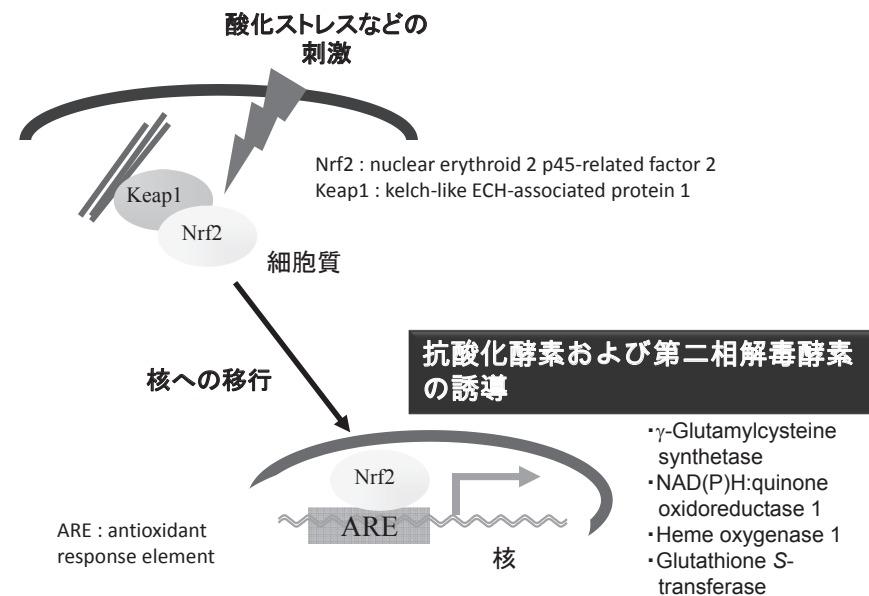 酸化ストレスなどの
刺激
Nrf2 : nuclear erythroid 2 p45-related factor 2
Keap1 : kelch-like ECH-associated protein 1
Keap1
Nrf2
細胞質
核への移行
抗酸化酵素および第二相解毒酵素
の誘導
・γ-Glutamylcysteine
synthetase
・NAD(P)H:quinone
oxidoreductase 1
・Heme oxygenase 1
・Glutathione S-
transferase
Nrf2
ARE
核
ARE : antioxidant
response element